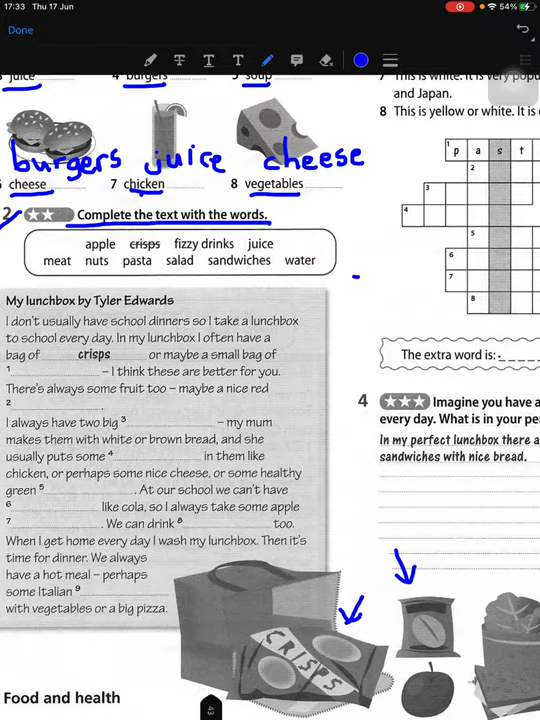 17:33 Thu 17 Jun
54%
Done
juice
4 burgers
5 soup
burgers juice cheese
6 cheese
7 chicken
8 vegetables
2 Complete the text with the words.
apple crisps fizzy drinks juice
meat nuts pasta salad sandwiches water
My lunchbox by Tyler Edwards
I don't usually have school dinners so I take a lunchbox
to school every day. In my lunchbox I often have a
bag of crisps or maybe a small bag of
1 – I think these are better for you.
There's always some fruit too – maybe a nice red
2 .
I always have two big 3 – my mum
makes them with white or brown bread, and she
usually puts some 4 in them like
chicken, or perhaps some nice cheese, or some healthy
green 5 . At our school we can't have
6 like cola, so I always take some apple
7 . We can drink 8 too.
When I get home every day I wash my lunchbox. Then it's
time for dinner. We always
have a hot meal – perhaps
some Italian 9
with vegetables or a big pizza.
CRISPS
Food and health
43
7 This is white. It is very popu
and Japan.
8 This is yellow or white. It is
1 p a s t
2
3
4
5
6
7
8
The extra word is:
4 Imagine you have a
every day. What is in your pe
In my perfect lunchbox there a
sandwiches with nice bread.